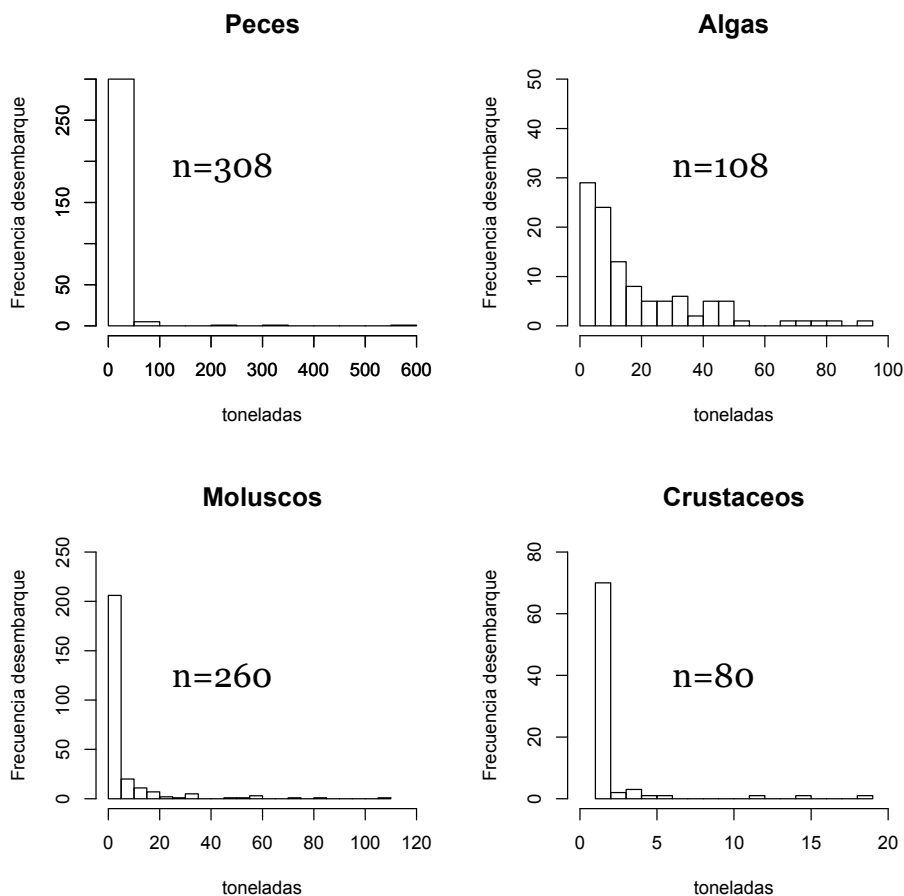 Peces
Frecuencia desembarque
250
150
50
0
n=308
0 100 200 300 400 500 600
toneladas
Algas
Frecuencia desembarque
50
40
30
20
10
0
n=108
0 20 40 60 80 100
toneladas
Moluscos
Frecuencia desembarque
250
200
150
100
50
0
n=260
0 20 40 60 80 100 120
toneladas
Crustaceos
Frecuencia desembarque
80
60
40
20
0
n=80
0 5 10 15 20
toneladas